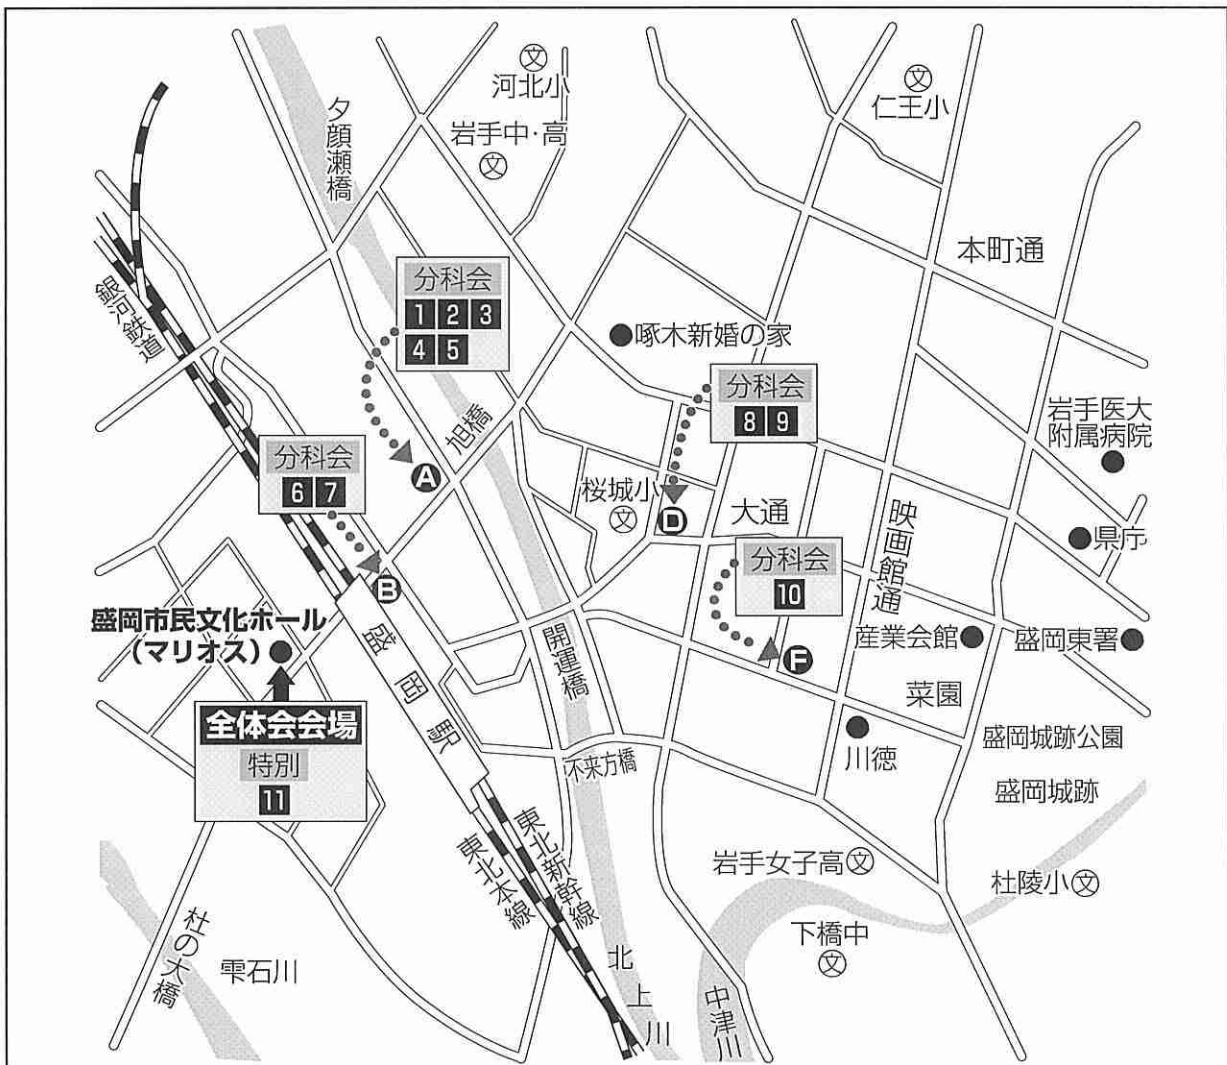 文
河北小
岩手中・高
文
夕顔瀬橋
文
仁王小
本町通
銀河鉄道
分科会
1 2 3
4 5
啄木新婚の家
分科会
8 9
岩手医大
附属病院
旭橋
A
分科会
6 7
桜城小
文
D
大通
映画館通
県庁
分科会
10
B
盛岡市民文化ホール
(マリオス)
盛岡駅
開運橋
F
産業会館
盛岡東署
菜園
全体会会場
特別
11
川徳
盛岡城跡公園
不来方橋
盛岡城跡
東北新幹線
東北本線
岩手女子高文
杜陵小文
杜の大橋
雫石川
下橋中
文
北上川
中津川